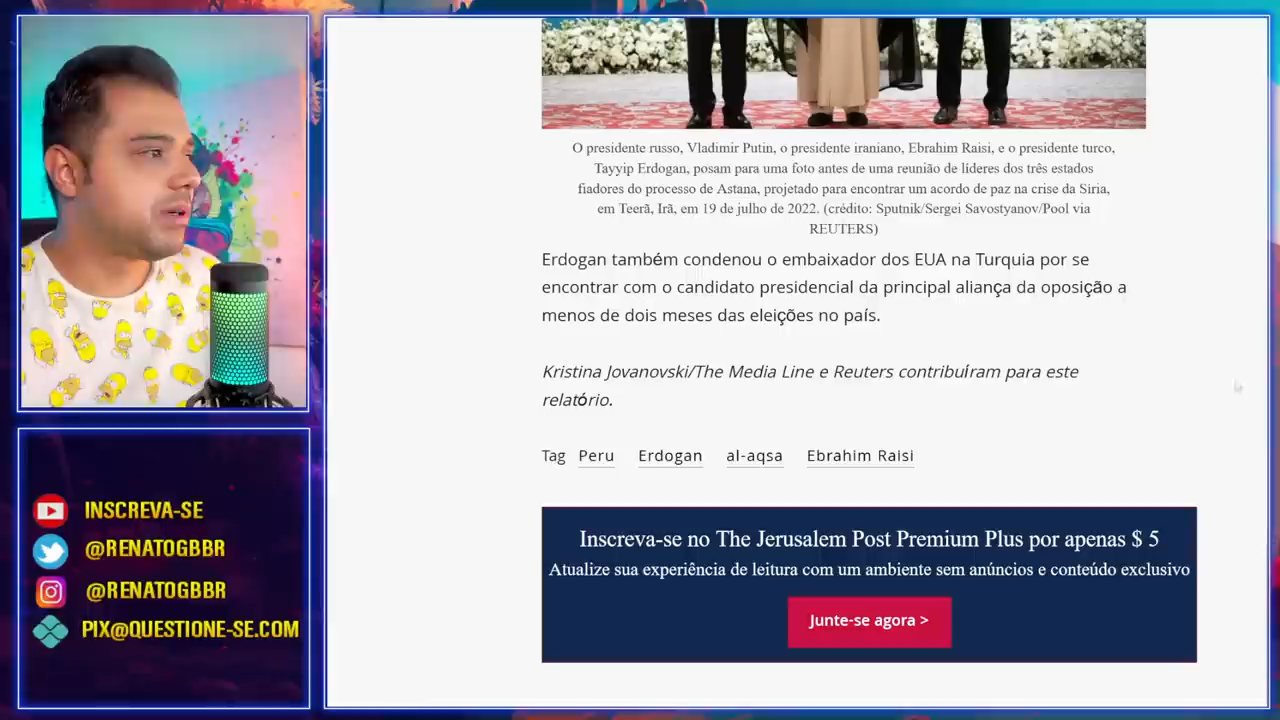 O presidente russo, Vladimir Putin, o presidente iraniano, Ebrahim Raisi, e o presidente turco,
Tayyip Erdogan, posam para uma foto antes de uma reunião de líderes dos três estados
fiadores do processo de Astana, projetado para encontrar um acordo de paz na crise da Síria,
em Teerã, Irã, em 19 de julho de 2022. (crédito: Sputnik/Sergei Savostyanov/Pool via
REUTERS)
Erdogan também condenou o embaixador dos EUA na Turquia por se
encontrar com o candidato presidencial da principal aliança da oposição a
menos de dois meses das eleições no país.
Kristina Jovanovski/The Media Line e Reuters contribuíram para este
relatório.
Tag Peru Erdogan al-aqsa Ebrahim Raisi
Inscreva-se no The Jerusalem Post Premium Plus por apenas $ 5
Atualize sua experiência de leitura com um ambiente sem anúncios e conteúdo exclusivo
Junte-se agora >
INSCREVA-SE
@RENATOGBBR
@RENATOGBBR
PIX@QUESTIONE-SE.COM